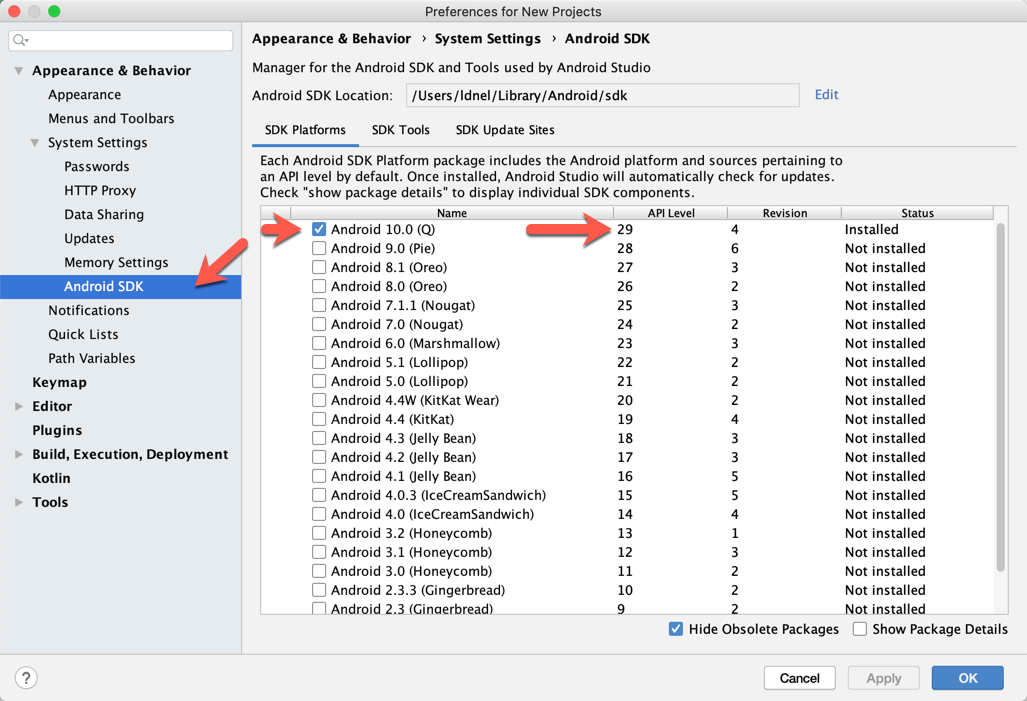 Preferences for New Projects
Appearance & Behavior › System Settings › Android SDK
Manager for the Android SDK and Tools used by Android Studio
Android SDK Location: /Users/ldnel/Library/Android/sdk Edit
SDK Platforms SDK Tools SDK Update Sites
Each Android SDK Platform package includes the Android platform and sources pertaining to
an API level by default. Once installed, Android Studio will automatically check for updates.
Check "show package details" to display individual SDK components.
Appearance & Behavior
Appearance
Menus and Toolbars
System Settings
Passwords
HTTP Proxy
Data Sharing
Updates
Memory Settings
Android SDK
Notifications
Quick Lists
Path Variables
Keymap
Editor
Plugins
Build, Execution, Deployment
Kotlin
Tools
Name API Level Revision Status
Android 10.0 (Q) 29 4 Installed
Android 9.0 (Pie) 28 6 Not installed
Android 8.1 (Oreo) 27 3 Not installed
Android 8.0 (Oreo) 26 2 Not installed
Android 7.1.1 (Nougat) 25 3 Not installed
Android 7.0 (Nougat) 24 2 Not installed
Android 6.0 (Marshmallow) 23 3 Not installed
Android 5.1 (Lollipop) 22 2 Not installed
Android 5.0 (Lollipop) 21 2 Not installed
Android 4.4W (KitKat Wear) 20 2 Not installed
Android 4.4 (KitKat) 19 4 Not installed
Android 4.3 (Jelly Bean) 18 3 Not installed
Android 4.2 (Jelly Bean) 17 3 Not installed
Android 4.1 (Jelly Bean) 16 5 Not installed
Android 4.0.3 (IceCreamSandwich) 15 5 Not installed
Android 4.0 (IceCreamSandwich) 14 4 Not installed
Android 3.2 (Honeycomb) 13 1 Not installed
Android 3.1 (Honeycomb) 12 3 Not installed
Android 3.0 (Honeycomb) 11 2 Not installed
Android 2.3.3 (Gingerbread) 10 2 Not installed
Android 2.3 (Gingerbread) 9 2 Not installed
Hide Obsolete Packages Show Package Details
? Cancel Apply OK